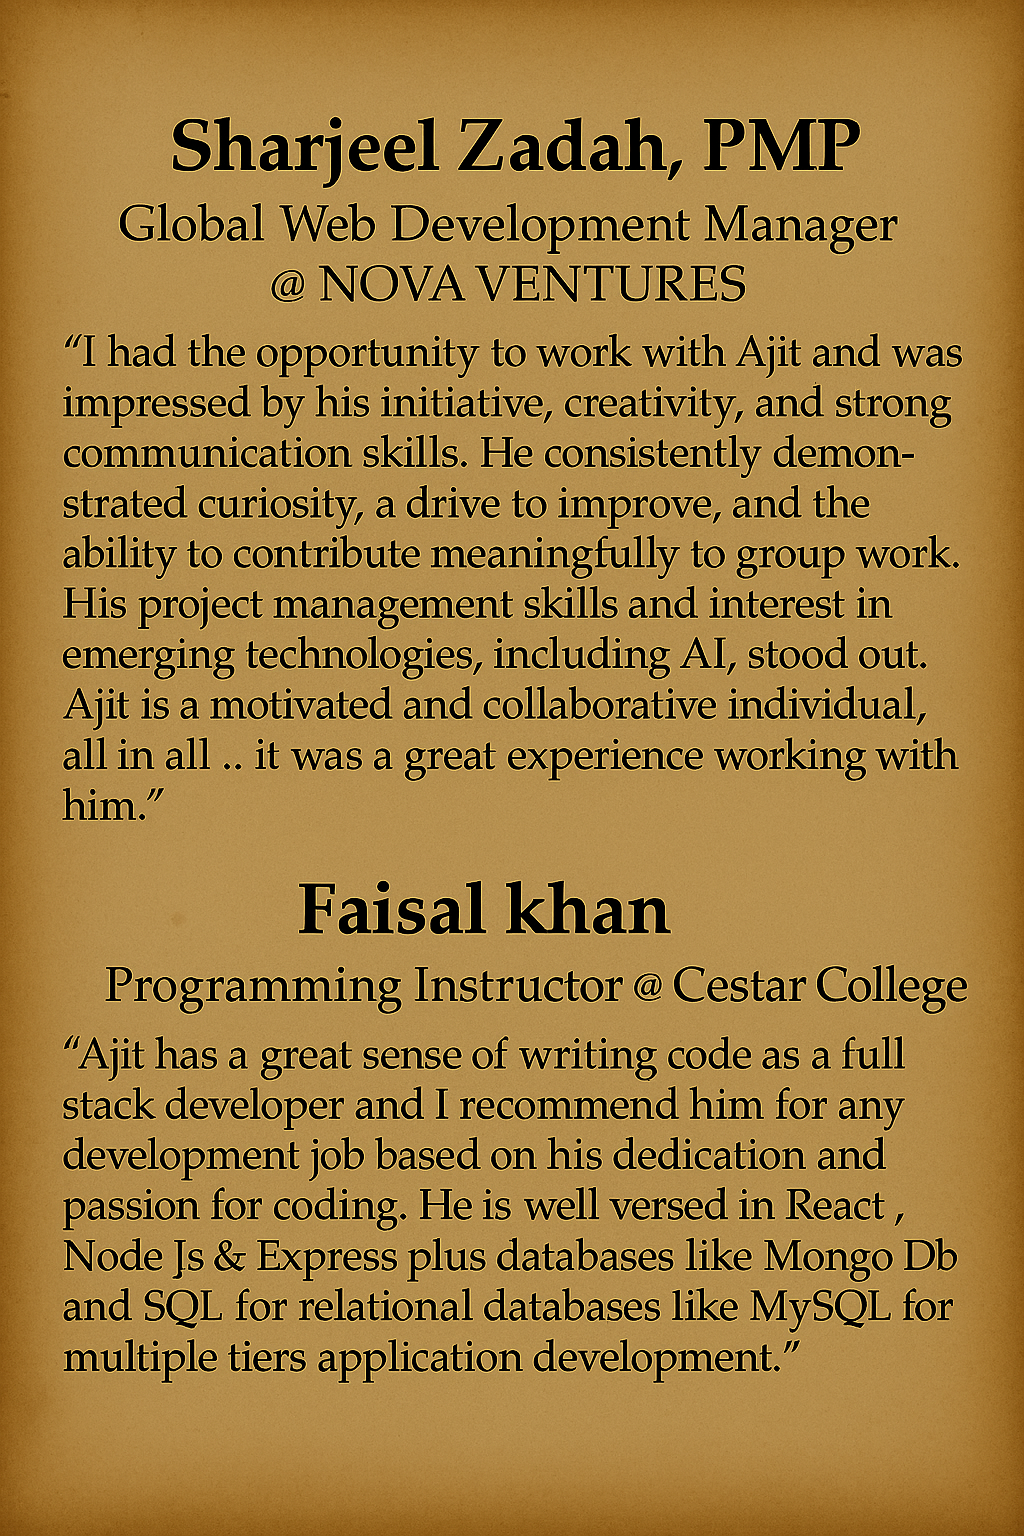 Sharjeel Zadah, PMP
Global Web Development Manager
@ NOVA VENTURES
“I had the opportunity to work with Ajit and was
impressed by his initiative, creativity, and strong
communication skills. He consistently demon-
strated curiosity, a drive to improve, and the
ability to contribute meaningfully to group work.
His project management skills and interest in
emerging technologies, including AI, stood out.
Ajit is a motivated and collaborative individual,
all in all .. it was a great experience working with
him.”
Faisal khan
Programming Instructor @ Cestar College
“Ajit has a great sense of writing code as a full
stack developer and I recommend him for any
development job based on his dedication and
passion for coding. He is well versed in React ,
Node Js & Express plus databases like Mongo Db
and SQL for relational databases like MySQL for
multiple tiers application development.”